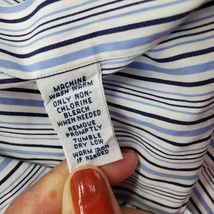 MACHINE
WASH WARM
ONLY NON-
CHLORINE
BLEACH
WHEN NEEDED
REMOVE
PROMPTLY
TUMBLE
DRY LOW
WARM IRON
IF NEEDED